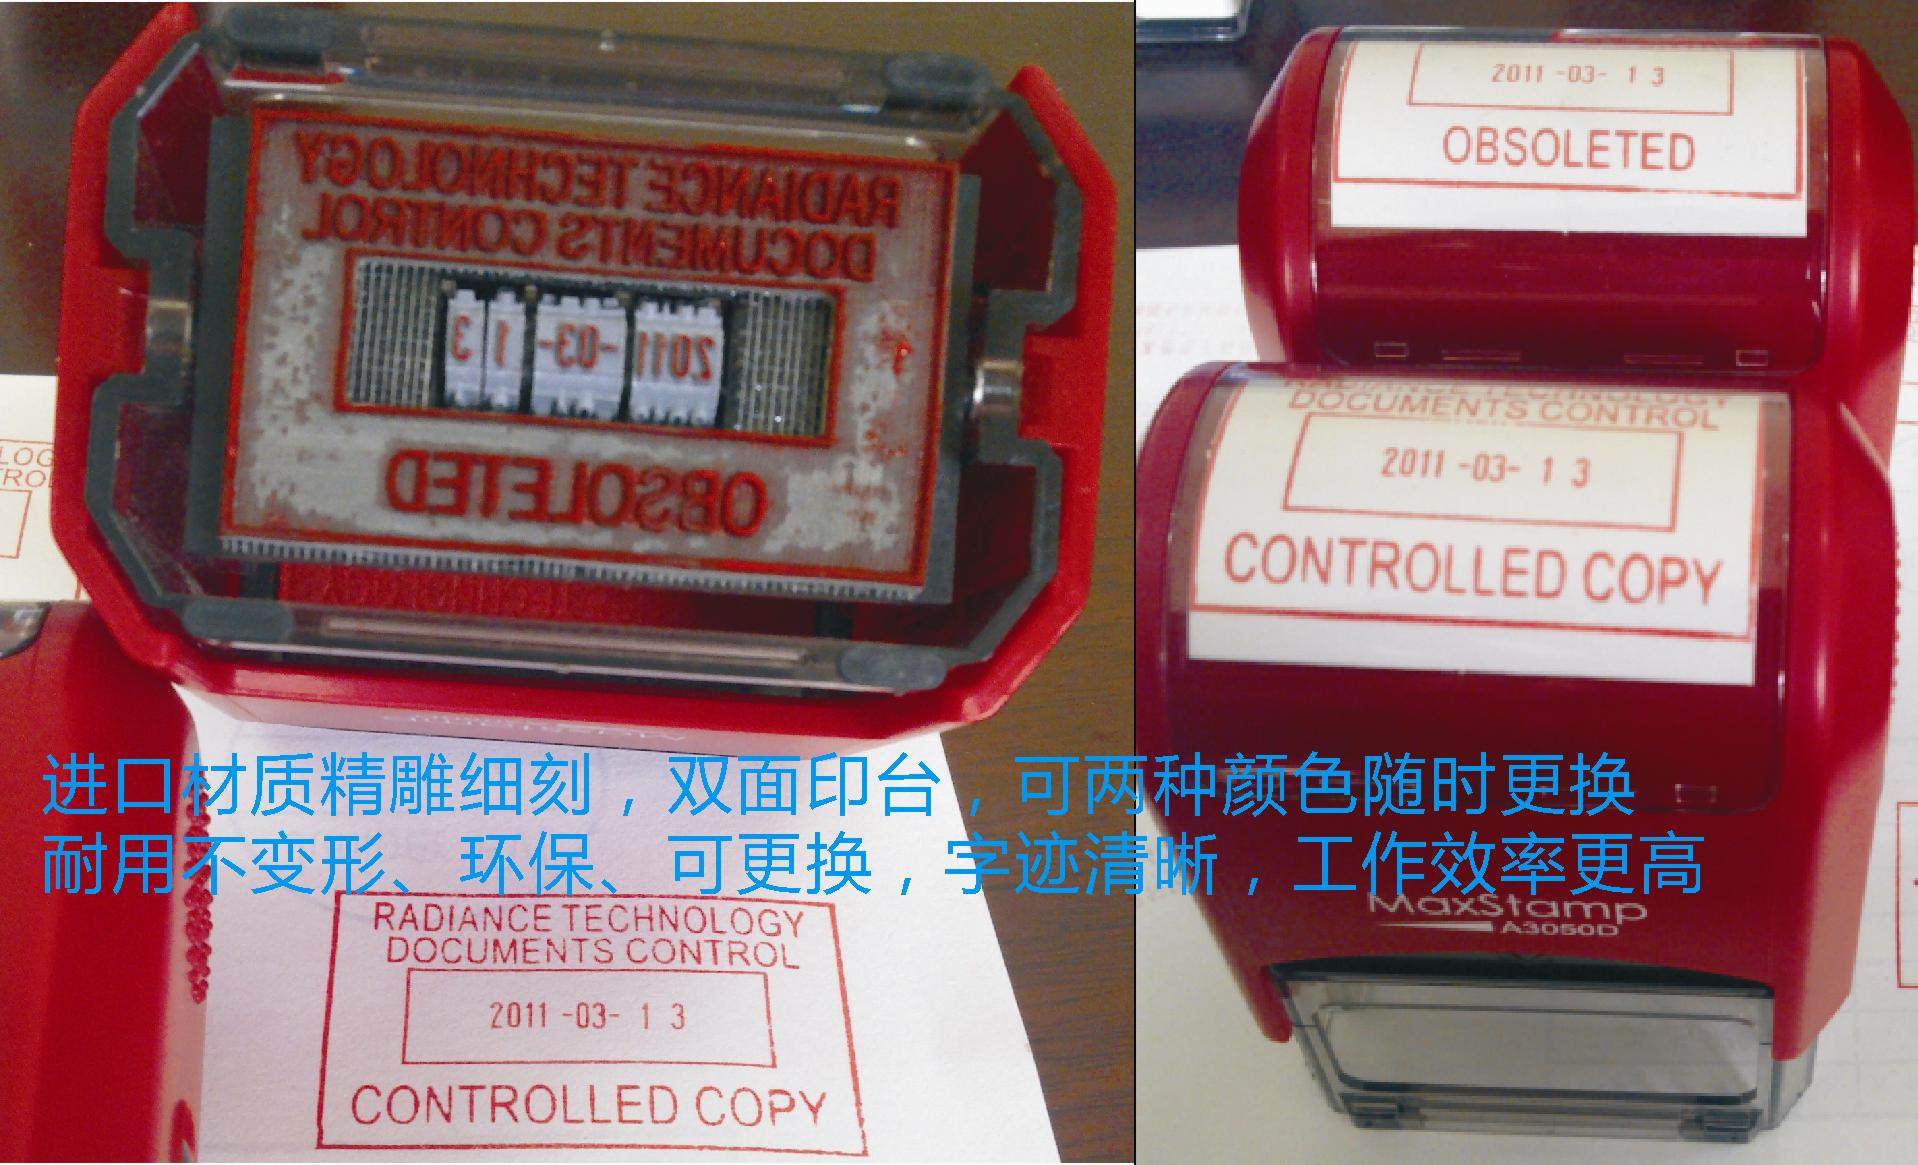 RADIANCE TECHNOLOGY
DOCUMENTS CONTROL
2011 -03- 1 3
OBSOLETED
2011 -03- 1 3
OBSOLETED
RADIANCE TECHNOLOGY
DOCUMENTS CONTROL
2011 -03- 1 3
CONTROLLED COPY
进口材质精雕细刻，双面印台，可两种颜色随时更换
耐用不变形、环保、可更换，字迹清晰，工作效率更高
MaxStamp
A3050D
RADIANCE TECHNOLOGY
DOCUMENTS CONTROL
2011 -03- 1 3
CONTROLLED COPY